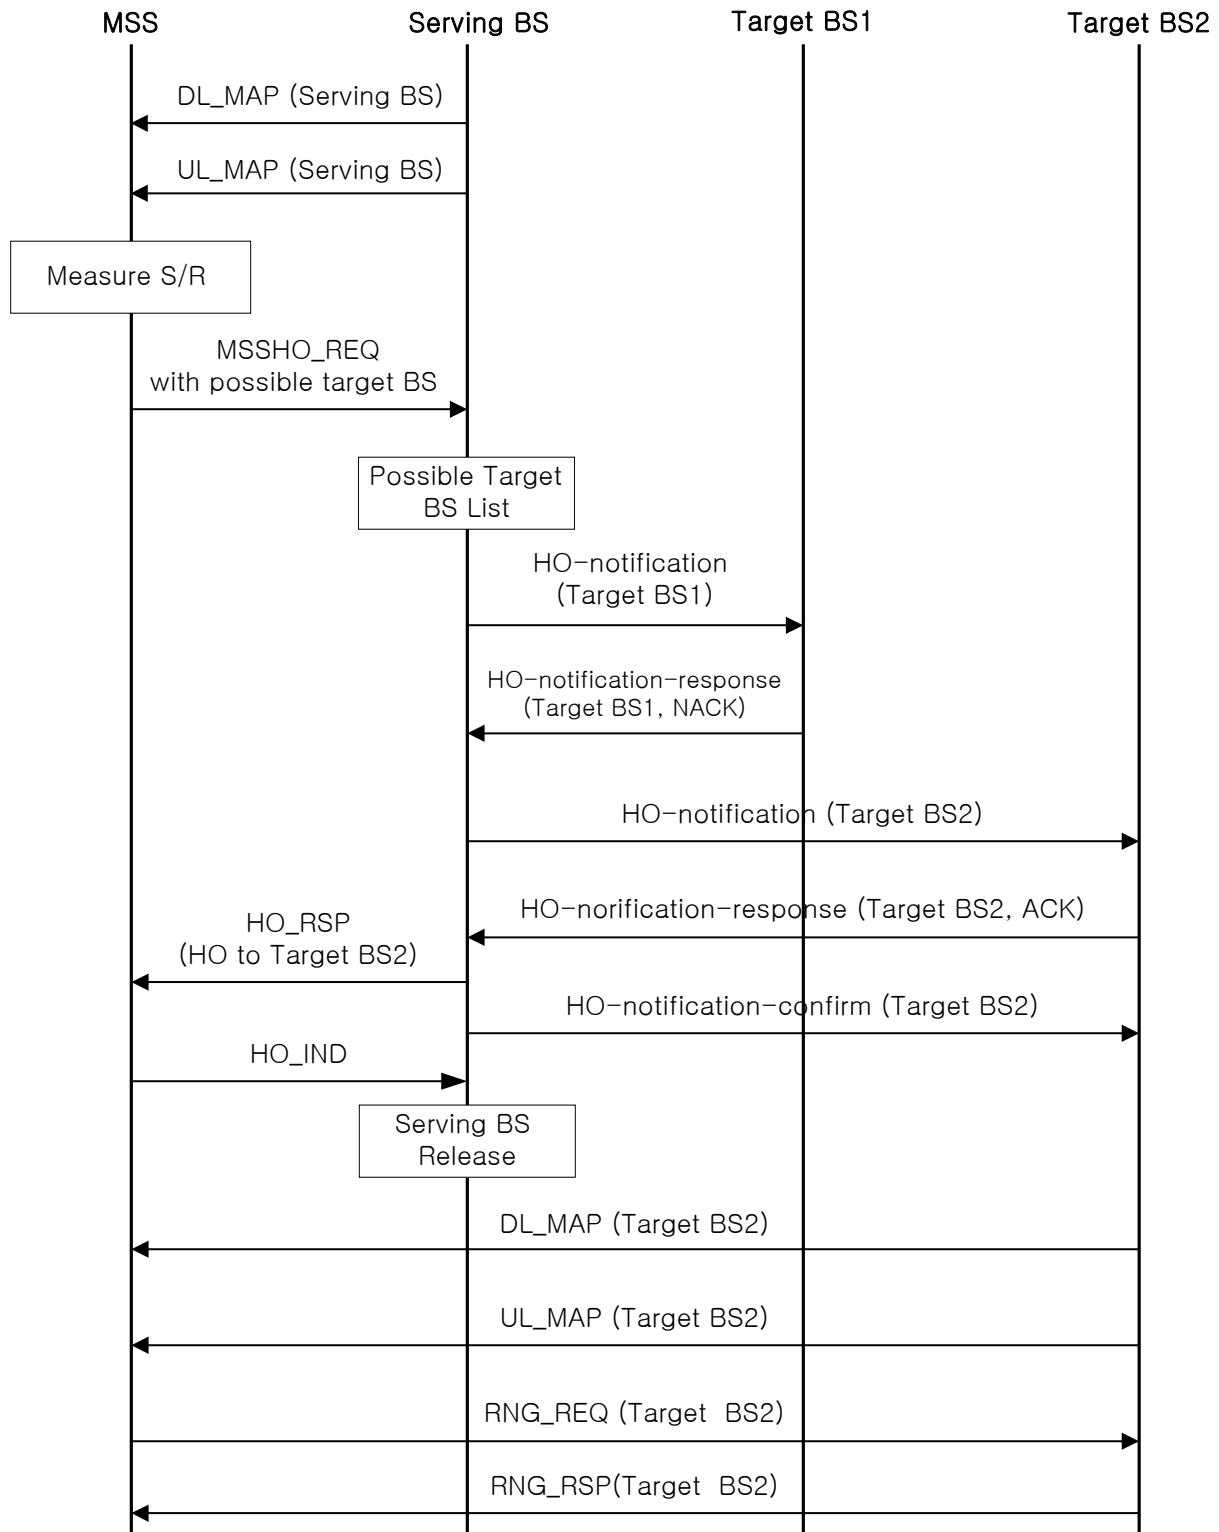 MSS
Serving BS
Target BS1
Target BS2
DL_MAP (Serving BS)
UL_MAP (Serving BS)
Measure S/R
MSSHO_REQ
with possible target BS
Possible Target
BS List
HO-notification
(Target BS1)
HO-notification-response
(Target BS1, NACK)
HO-notification (Target BS2)
HO-norification-response (Target BS2, ACK)
HO_RSP
(HO to Target BS2)
HO-notification-confirm (Target BS2)
HO_IND
Serving BS
Release
DL_MAP (Target BS2)
UL_MAP (Target BS2)
RNG_REQ (Target  BS2)
RNG_RSP(Target  BS2)